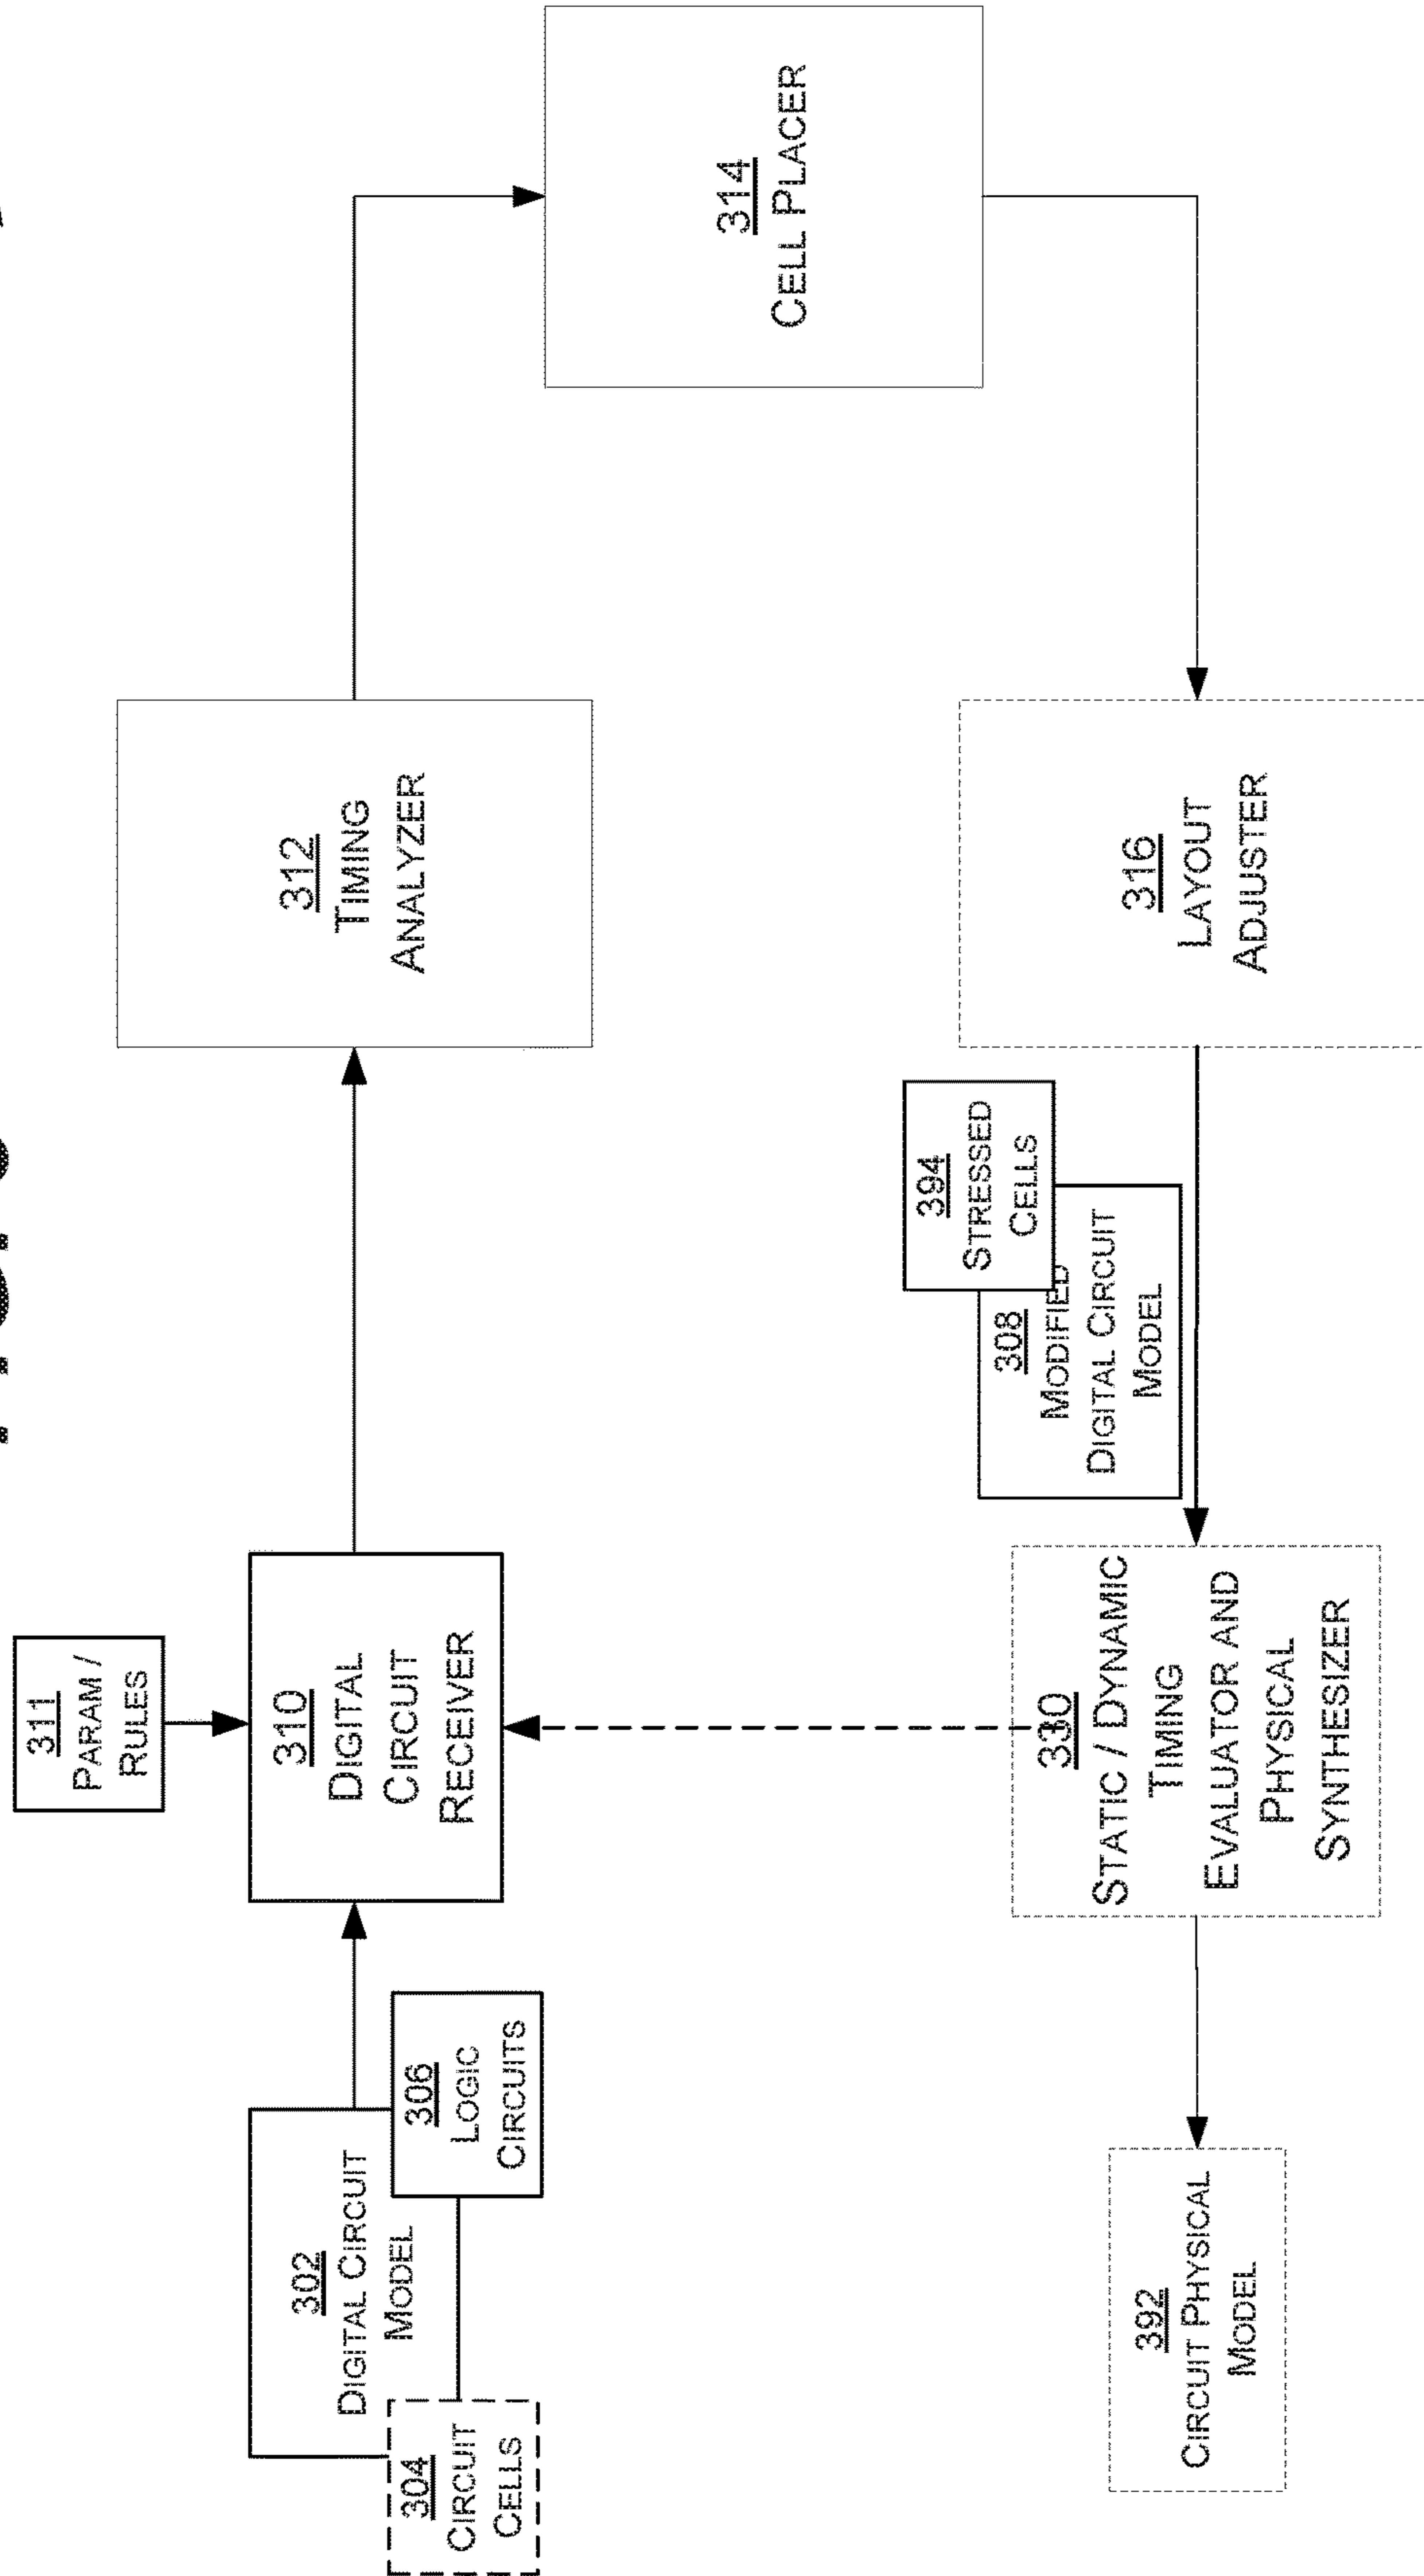 311
PARAM /
RULES
302
DIGITAL CIRCUIT
MODEL
304
CIRCUIT
CELLS
306
LOGIC
CIRCUITS
310
DIGITAL
CIRCUIT
RECEIVER
312
TIMING
ANALYZER
314
CELL PLACER
316
LAYOUT
ADJUSTER
394
STRESSED
CELLS
308
MODIFIED
DIGITAL CIRCUIT
MODEL
330
STATIC / DYNAMIC
TIMING
EVALUATOR AND
PHYSICAL
SYNTHESIZER
392
CIRCUIT PHYSICAL
MODEL